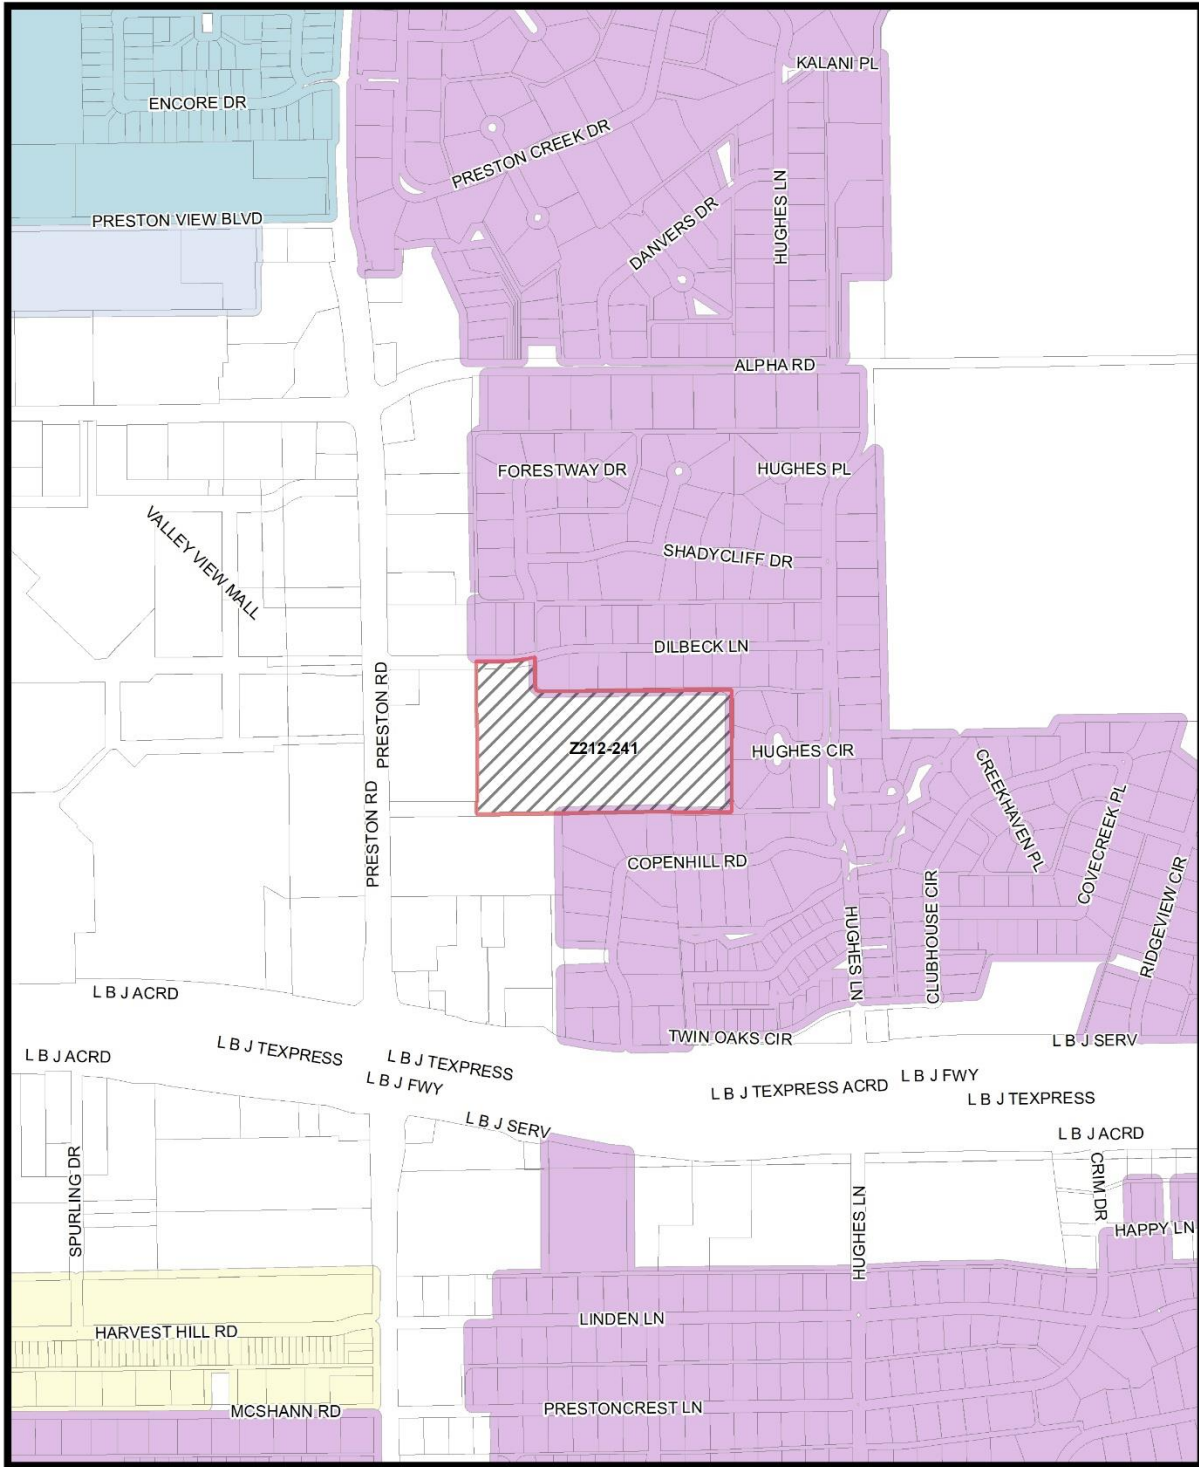 KALANI PL
ENCORE DR
PRESTON CREEK DR
HUGHES LN
PRESTON VIEW BLVD
DANVERS DR
ALPHA RD
FORESTWAY DR
HUGHES PL
VALLEY VIEW MALL
SHADYCLIFF DR
DILBECK LN
PRESTON RD
Z212-241
HUGHES CIR
CREEKHAVEN PL
PRESTON RD
COVECREEK PL
COPENHILL RD
RIDGEVIEW CIR
CLUBHOUSE CIR
HUGHES LN
L B J ACRD
TWIN OAKS CIR
L B J SERV
L B J ACRD
L B J TEXPRESS
L B J TEXPRESS
L B J FWY
L B J FWY
L B J TEXPRESS ACRD
L B J TEXPRESS
L B J SERV
L B J ACRD
SPURLING DR
CRIM DR
HUGHES LN
HAPPY LN
LINDEN LN
HARVEST HILL RD
PRESTONCREST LN
MCSHANN RD